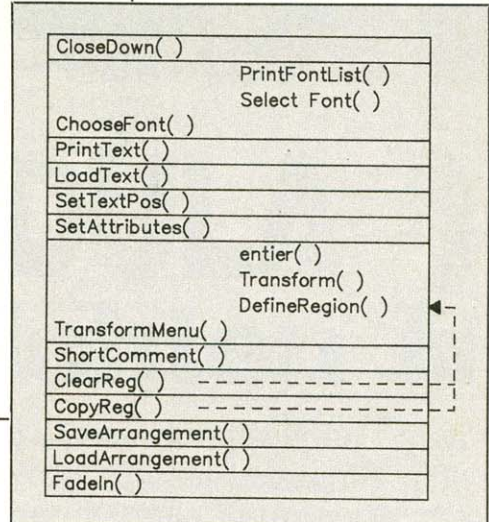 CloseDown( )
PrintFontList( )
Select Font( )
ChooseFont( )
PrintText( )
LoadText( )
SetTextPos( )
SetAttributes( )
entier( )
Transform( )
DefineRegion( )
TransformMenu( )
ShortComment( )
ClearReg( )
CopyReg( )
SaveArrangement( )
LoadArrangement( )
FadeIn( )